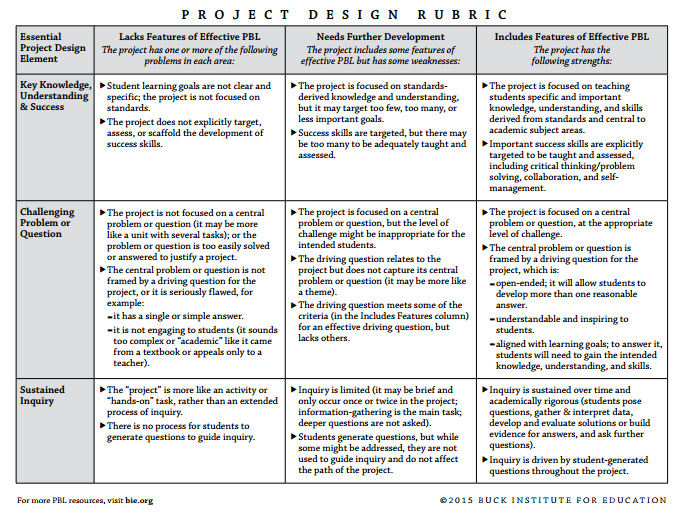 PROJECT DESIGN RUBRIC
Essential
Project Design
Element
Lacks Features of Effective PBL
The project has one or more of the following
problems in each area:
Needs Further Development
The project includes some features of
effective PBL but has some weaknesses:
Includes Features of Effective PBL
The project has the
following strengths:
Key Knowledge,
Understanding
& Success
▶Student learning goals are not clear and
specific; the project is not focused on
standards.
▶The project does not explicitly target,
assess, or scaffold the development of
success skills.
▶The project is focused on standards-
derived knowledge and understanding,
but it may target too few, too many, or
less important goals.
▶Success skills are targeted, but there may
be too many to be adequately taught and
assessed.
▶The project is focused on teaching
students specific and important
knowledge, understanding, and skills
derived from standards and central to
academic subject areas.
▶Important success skills are explicitly
targeted to be taught and assessed,
including critical thinking/problem
solving, collaboration, and self-
management.
Challenging
Problem or
Question
▶The project is not focused on a central
problem or question (it may be more
like a unit with several tasks); or the
problem or question is too easily solved
or answered to justify a project.
▶The central problem or question is not
framed by a driving question for the
project, or it is seriously flawed, for
example:
–it has a single or simple answer.
–it is not engaging to students (it sounds
too complex or “academic” like it came
from a textbook or appeals only to a
teacher).
▶The project is focused on a central
problem or question, but the level of
challenge might be inappropriate for the
intended students.
▶The driving question relates to the
project but does not capture its central
problem or question (it may be more like
a theme).
▶The driving question meets some of the
criteria (in the Includes Features column)
for an effective driving question, but
lacks others.
▶The project is focused on a central
problem or question, at the appropriate
level of challenge.
▶The central problem or question is
framed by a driving question for the
project, which is:
–open-ended; it will allow students to
develop more than one reasonable
answer.
–understandable and inspiring to
students.
–aligned with learning goals; to answer it,
students will need to gain the intended
knowledge, understanding, and skills.
Sustained
Inquiry
▶The “project” is more like an activity or
“hands-on” task, rather than an extended
process of inquiry.
▶There is no process for students to
generate questions to guide inquiry.
▶Inquiry is limited (it may be brief and
only occur once or twice in the project;
information-gathering is the main task;
deeper questions are not asked).
▶Students generate questions, but while
some might be addressed, they are not
used to guide inquiry and do not affect
the path of the project.
▶Inquiry is sustained over time and
academically rigorous (students pose
questions, gather & interpret data,
develop and evaluate solutions or build
evidence for answers, and ask further
questions).
▶Inquiry is driven by student-generated
questions throughout the project.
For more PBL resources, visit bie.org
©2015 BUCK INSTITUTE FOR EDUCATION